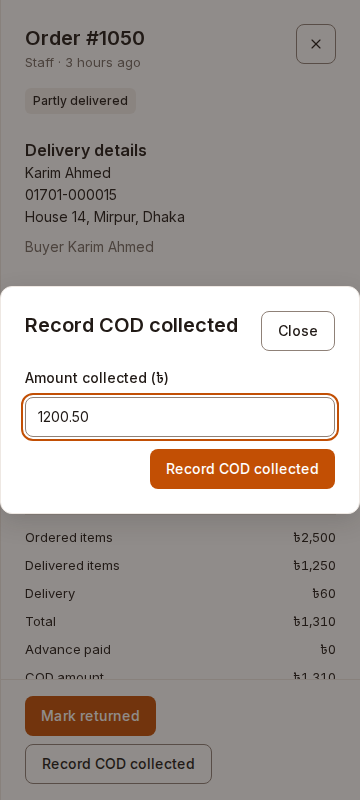 Order #1050
Staff · 3 hours ago
Partly delivered
Delivery details
Karim Ahmed
01701-000015
House 14, Mirpur, Dhaka
Buyer Karim Ahmed
Record COD collected
Close
Amount collected (৳)
1200.50
Record COD collected
Ordered items ৳2,500
Delivered items ৳1,250
Delivery ৳60
Total ৳1,310
Advance paid ৳0
COD amount ৳1,310
Mark returned
Record COD collected